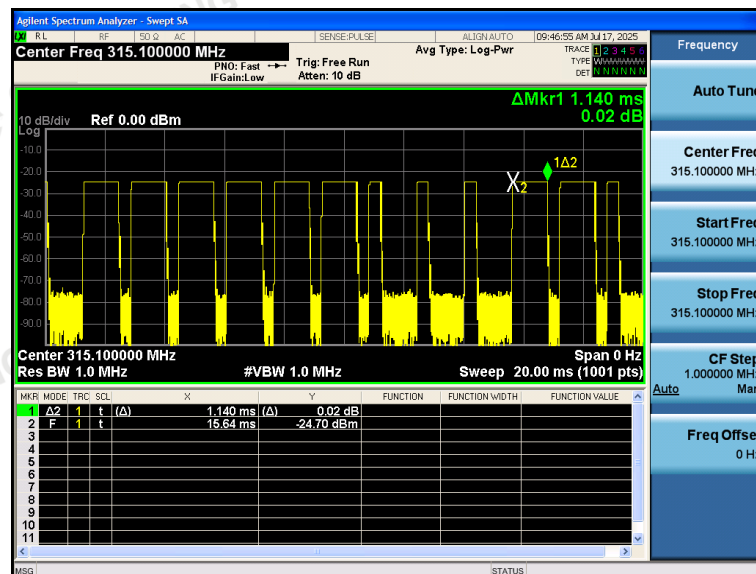 Agilent Spectrum Analyzer - Swept SA
LXI RL RF 50 Ω AC SENSE:PULSE ALIGN AUTO 09:46:55 AM Jul 17, 2025
Center Freq 315.100000 MHz
PNO: Fast
IFGain:Low
Trig: Free Run
Atten: 10 dB
Avg Type: Log-Pwr
TRACE 1 2 3 4 5 6
TYPE W
DET N N N N N N
Frequency
ΔMkr1 1.140 ms
0.02 dB
10 dB/div Ref 0.00 dBm
Log
Auto Tune
-10.0
-20.0
-30.0
-40.0
-50.0
-60.0
-70.0
-80.0
-90.0
1Δ2
X2
Center Freq
315.100000 MH
Start Freq
315.100000 MH
Stop Freq
315.100000 MH
Center 315.100000 MHz Span 0 Hz
Res BW 1.0 MHz #VBW 1.0 MHz Sweep 20.00 ms (1001 pts)
CF Step
1.000000 MH
Auto Man
Freq Offse
0 H
MKR MODE TRC SCL X Y FUNCTION FUNCTION WIDTH FUNCTION VALUE
1 Δ2 1 t (Δ) 1.140 ms (Δ) 0.02 dB
2 F 1 t 15.64 ms -24.70 dBm
3
4
5
6
7
8
9
10
11
MSG STATUS